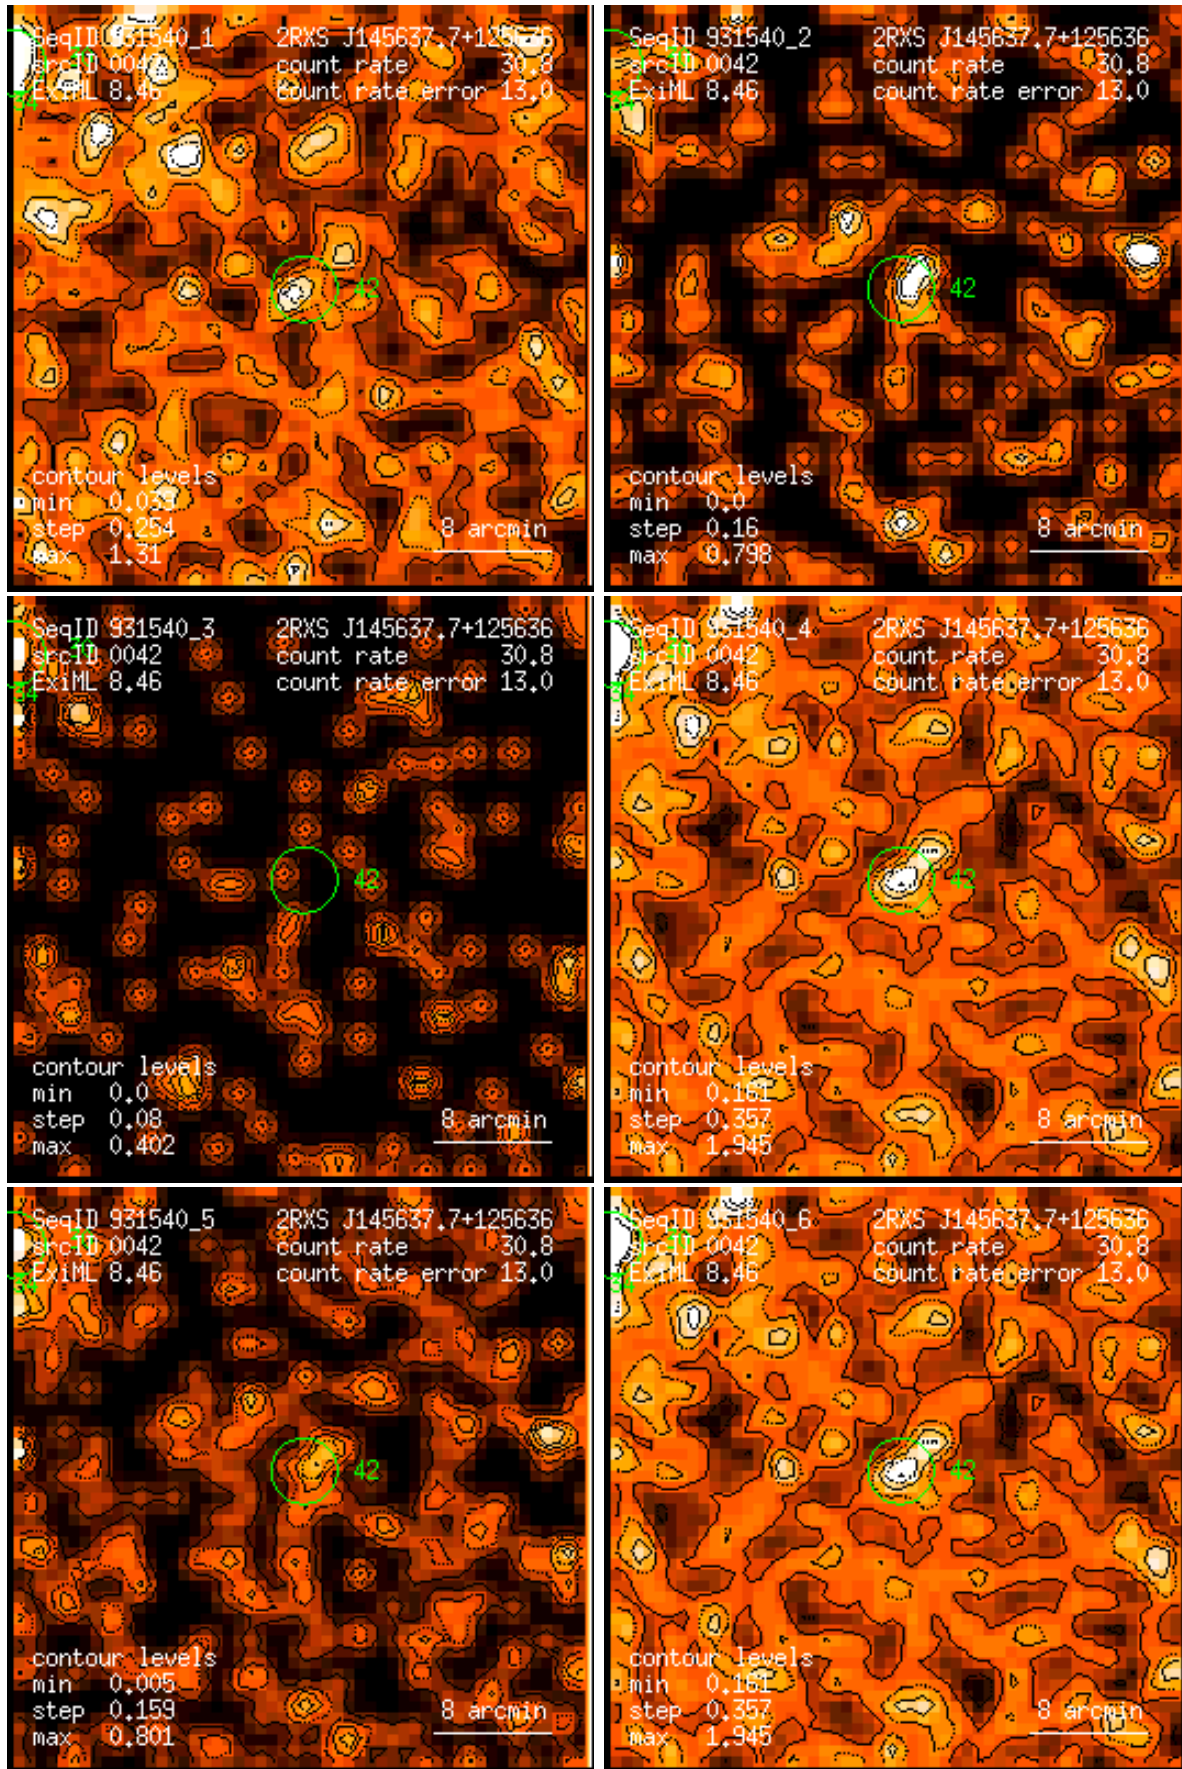 SeqID 931540_1 2RXS J145637.7+125636
srcID 0042 count rate 30.8
ExiML 8.46 count rate error 13.0
42
contour levels
min 0.039
step 0.254 8 arcmin
max 1.31
SeqID 931540_2 2RXS J145637.7+125636
srcID 0042 count rate 30.8
ExiML 8.46 count rate error 13.0
42
contour levels
min 0.0
step 0.16 8 arcmin
max 0.798
SeqID 931540_3 2RXS J145637.7+125636
srcID 0042 count rate 30.8
ExiML 8.46 count rate error 13.0
42
contour levels
min 0.0
step 0.08 8 arcmin
max 0.402
SeqID 931540_4 2RXS J145637.7+125636
srcID 0042 count rate 30.8
ExiML 8.46 count rate error 13.0
42
contour levels
min 0.161
step 0.357 8 arcmin
max 1.945
SeqID 931540_5 2RXS J145637.7+125636
srcID 0042 count rate 30.8
ExiML 8.46 count rate error 13.0
42
contour levels
min 0.005
step 0.159 8 arcmin
max 0.801
SeqID 931540_6 2RXS J145637.7+125636
srcID 0042 count rate 30.8
ExiML 8.46 count rate error 13.0
42
contour levels
min 0.161
step 0.357 8 arcmin
max 1.945